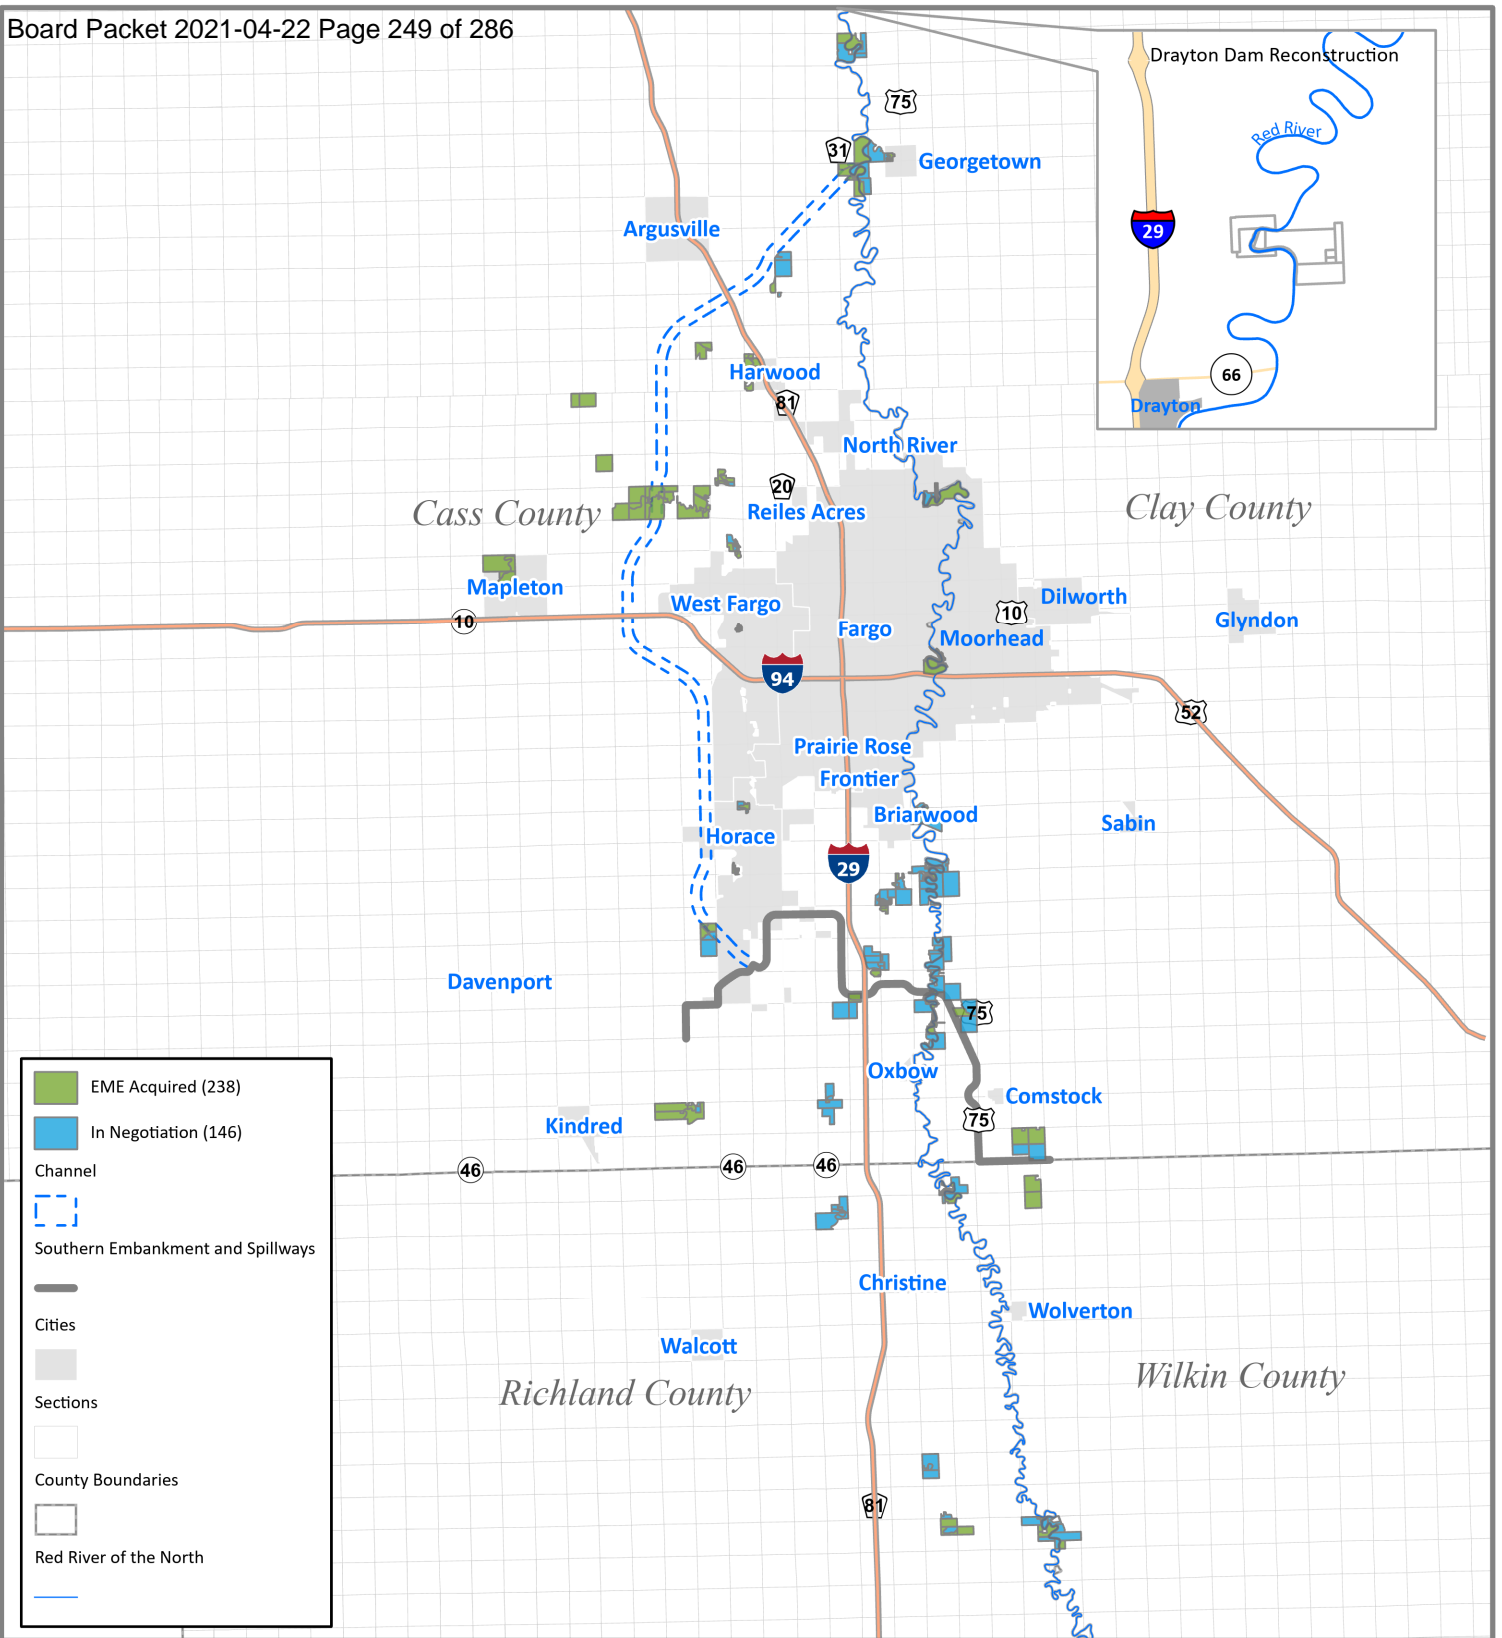 Board Packet 2021-04-22 Page 249 of 286
Drayton Dam Reconstruction
75
Red River
31
Georgetown
Argusville
29
Harwood
66
81
Drayton
North River
20
Cass County
Reiles Acres
Clay County
Mapleton
West Fargo
Dilworth
10
Glyndon
10
Fargo
Moorhead
94
52
Prairie Rose
Frontier
Briarwood
Sabin
Horace
29
Davenport
75
Oxbow
Comstock
Kindred
75
46
46
46
Christine
Wolverton
Walcott
Richland County
Wilkin County
81
EME Acquired (238)
In Negotiation (146)
Channel
Southern Embankment and Spillways
Cities
Sections
County Boundaries
Red River of the North